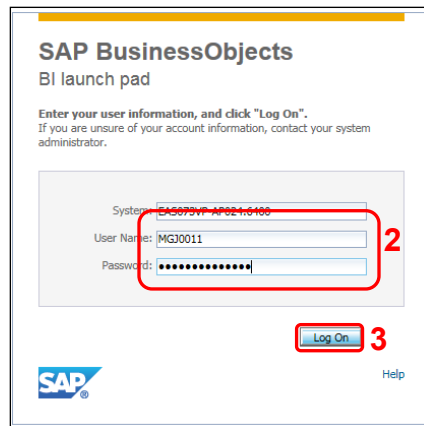 SAP BusinessObjects
BI launch pad
Enter your user information, and click "Log On".
If you are unsure of your account information, contact your system
administrator.
System:
User Name: MGJ0011
Password: ●●●●●●●●●●●●●●
2
Log On 3
SAP®
Help